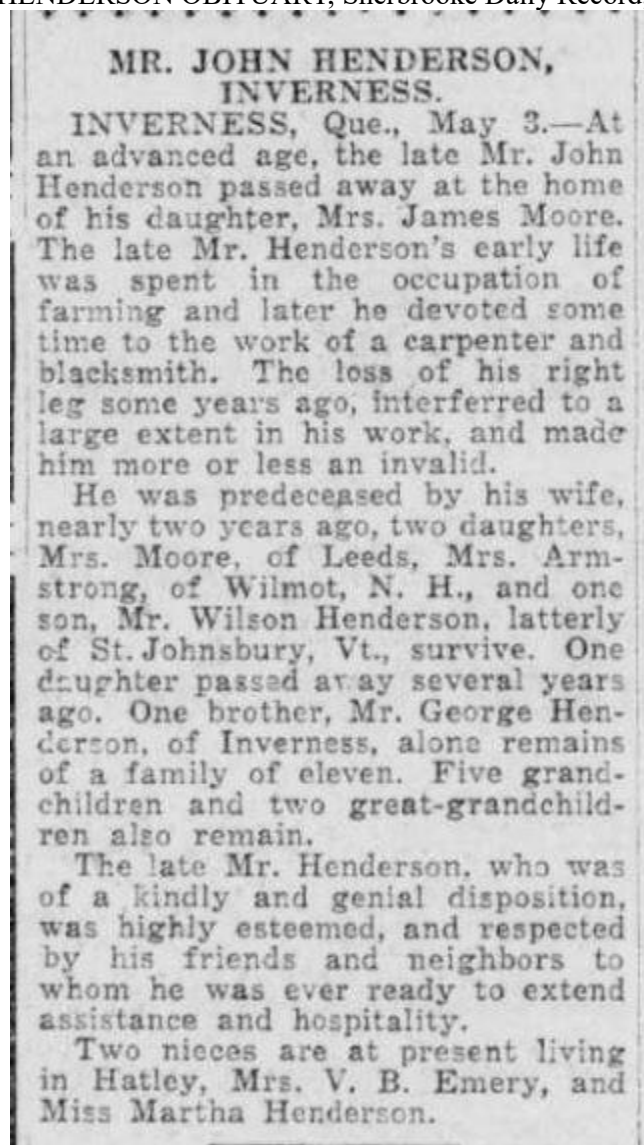 HENDERSON OBITUARY, Sherbrooke Daily Record
MR. JOHN HENDERSON,
INVERNESS.
INVERNESS, Que., May 3.—At
an advanced age, the late Mr. John
Henderson passed away at the home
of his daughter, Mrs. James Moore.
The late Mr. Henderson's early life
was spent in the occupation of
farming and later he devoted some
time to the work of a carpenter and
blacksmith. The loss of his right
leg some years ago, interferred to a
large extent in his work, and made
him more or less an invalid.
He was predeceased by his wife,
nearly two years ago, two daughters,
Mrs. Moore, of Leeds, Mrs. Arm-
strong, of Wilmot, N. H., and one
son, Mr. Wilson Henderson, latterly
of St. Johnsbury, Vt., survive. One
daughter passed away several years
ago. One brother, Mr. George Hen-
derson, of Inverness, alone remains
of a family of eleven. Five grand-
children and two great-grandchild-
ren also remain.
The late Mr. Henderson, who was
of a kindly and genial disposition,
was highly esteemed, and respected
by his friends and neighbors to
whom he was ever ready to extend
assistance and hospitality.
Two nieces are at present living
in Hatley, Mrs. V. B. Emery, and
Miss Martha Henderson.